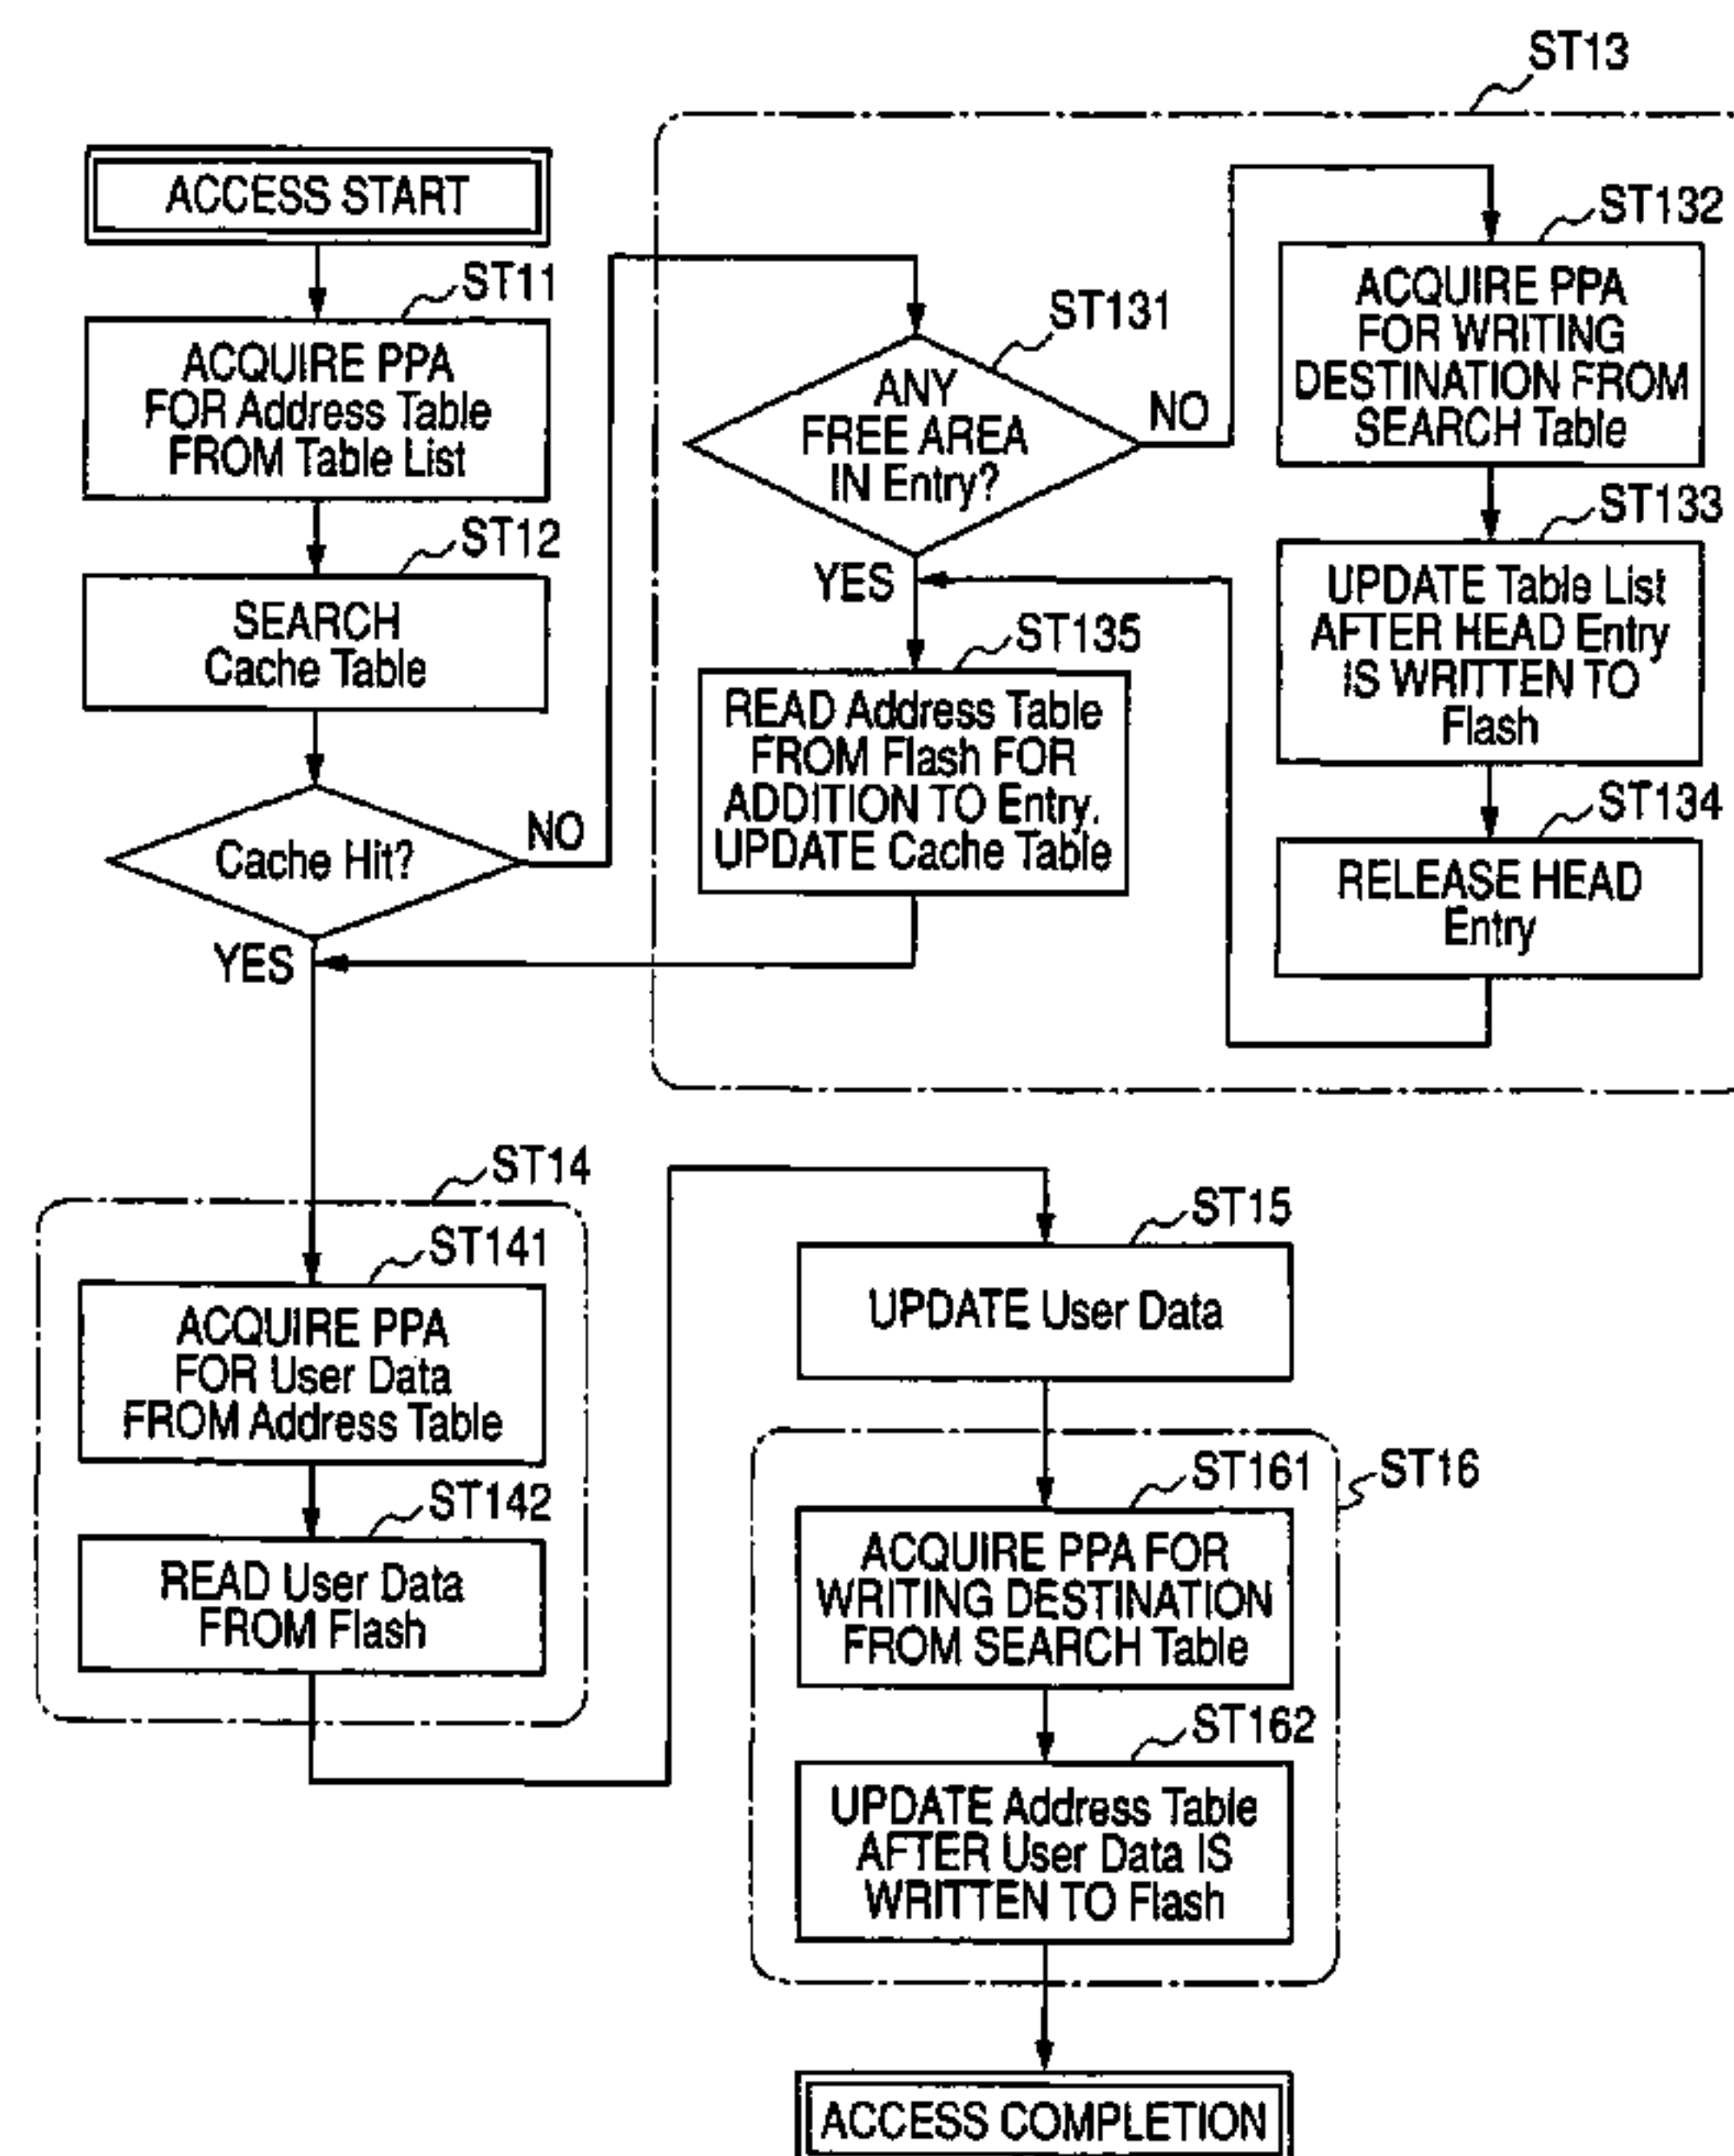 ACCESS START
ST11
ACQUIRE PPA
FOR Address Table
FROM Table List
ST12
SEARCH
Cache Table
Cache Hit?
NO
YES
ST13
ST131
ANY
FREE AREA
IN Entry?
NO
YES
ST132
ACQUIRE PPA
FOR WRITING
DESTINATION FROM
SEARCH Table
ST133
UPDATE Table List
AFTER HEAD Entry
IS WRITTEN TO
Flash
ST134
RELEASE HEAD
Entry
ST135
READ Address Table
FROM Flash FOR
ADDITION TO Entry.
UPDATE Cache Table
ST14
ST141
ACQUIRE PPA
FOR User Data
FROM Address Table
ST142
READ User Data
FROM Flash
ST15
UPDATE User Data
ST16
ST161
ACQUIRE PPA FOR
WRITING DESTINATION
FROM SEARCH Table
ST162
UPDATE Address Table
AFTER User Data IS
WRITTEN TO Flash
ACCESS COMPLETION